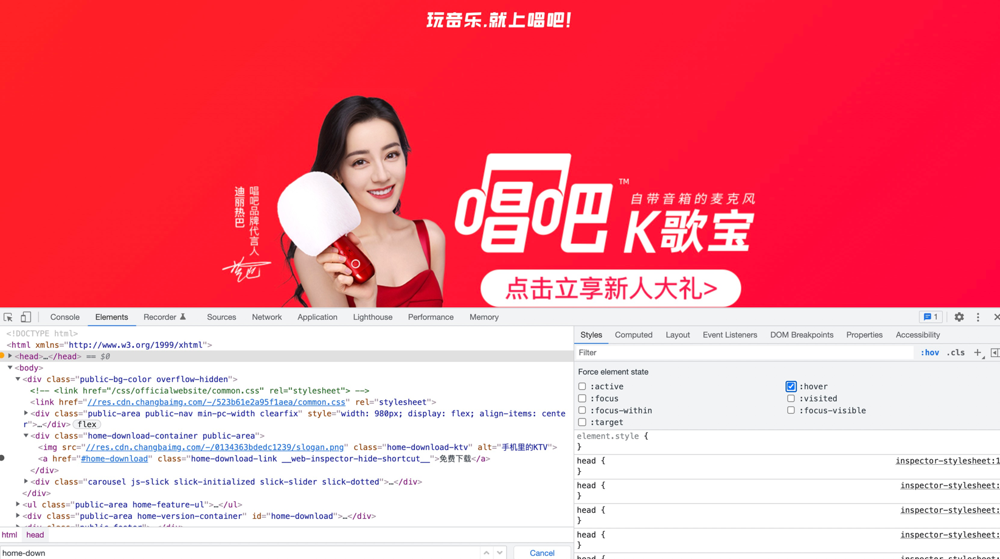 玩音乐,就上唱吧!
唱吧品牌代言人
迪丽热巴
唱吧
TM
自带音箱的麦克风
K歌宝
点击立享新人大礼>
Console Elements Recorder Sources Network Application Lighthouse Performance Memory 1
<!DOCTYPE html>
<html xmlns="http://www.w3.org/1999/xhtml">
<head>…</head> == $0
<body>
<div class="public-bg-color overflow-hidden">
<!-- <link href="/css/officialwebsite/common.css" rel="stylesheet"> -->
<link href="//res.cdn.changbaimg.com/-/523b61e2a95f1aea/common.css" rel="stylesheet">
<div class="public-area public-nav min-pc-width clearfix" style="width: 980px; display: flex; align-items: cente
r">…</div> flex
<div class="home-download-container public-area">
<img src="//res.cdn.changbaimg.com/-/0134363bdedc1239/slogan.png" class="home-download-ktv" alt="手机里的KTV">
<a href="#home-download" class="home-download-link __web-inspector-hide-shortcut__">免费下载</a>
</div>
<div class="carousel js-slick slick-initialized slick-slider slick-dotted">…</div>
</div>
<ul class="public-area home-feature-ul">…</ul>
<div class="public-area home-version-container" id="home-download">…</div>
<div class="public-footer">…</div>
html head
home-down Cancel
Styles Computed Layout Event Listeners DOM Breakpoints Properties Accessibility
Filter :hov .cls +
Force element state
:active :hover
:focus :visited
:focus-within :focus-visible
:target
element.style {
}
head { inspector-stylesheet:1
}
head { inspector-stylesheet:
}
head { inspector-stylesheet:
}
head { inspector-stylesheet:
}
head { inspector-stylesheet: